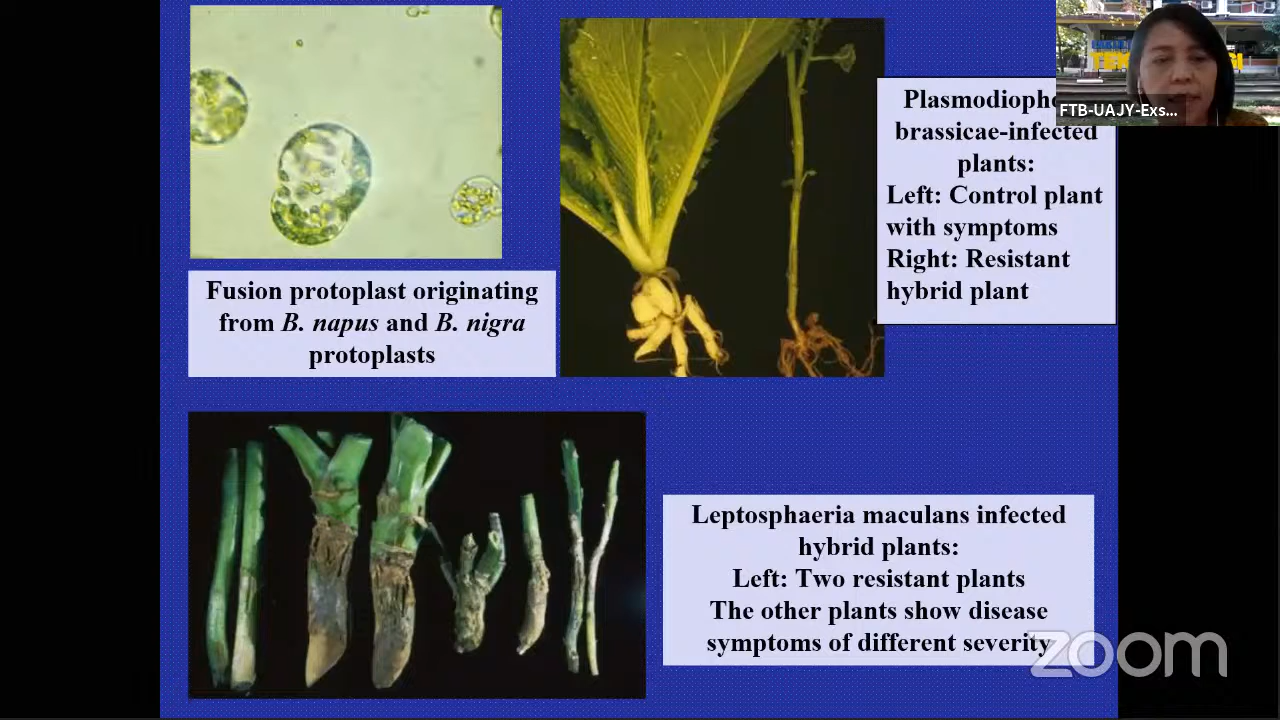 Plasmodiopho
brassicae-infected
plants:
Left: Control plant
with symptoms
Right: Resistant
hybrid plant
FTB-UAJY-Exs...
Fusion protoplast originating
from B. napus and B. nigra
protoplasts
Leptosphaeria maculans infected
hybrid plants:
Left: Two resistant plants
The other plants show disease
symptoms of different severity
zoom